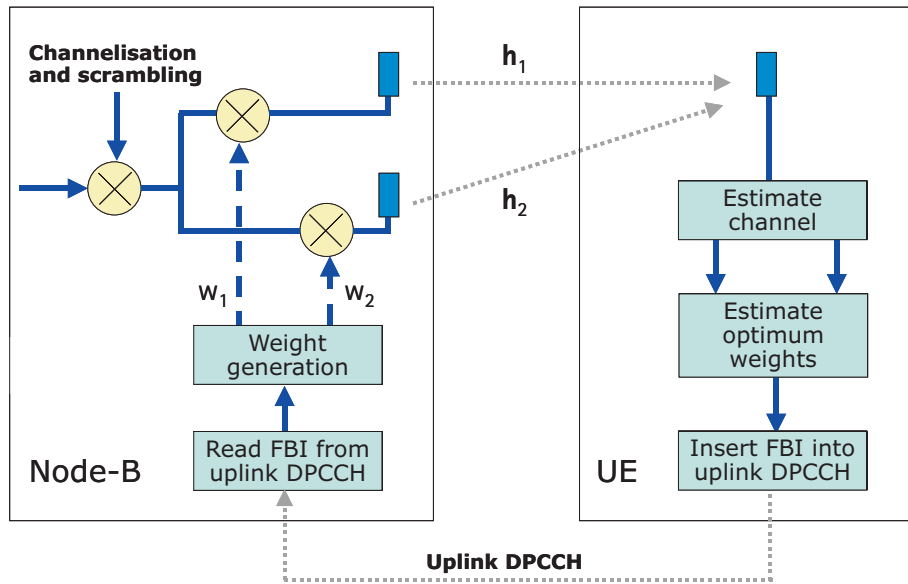 Channelisation
and scrambling
h1
h2
w1
w2
Weight
generation
Read FBI from
uplink DPCCH
Node-B
Estimate
channel
Estimate
optimum
weights
Insert FBI into
uplink DPCCH
UE
Uplink DPCCH